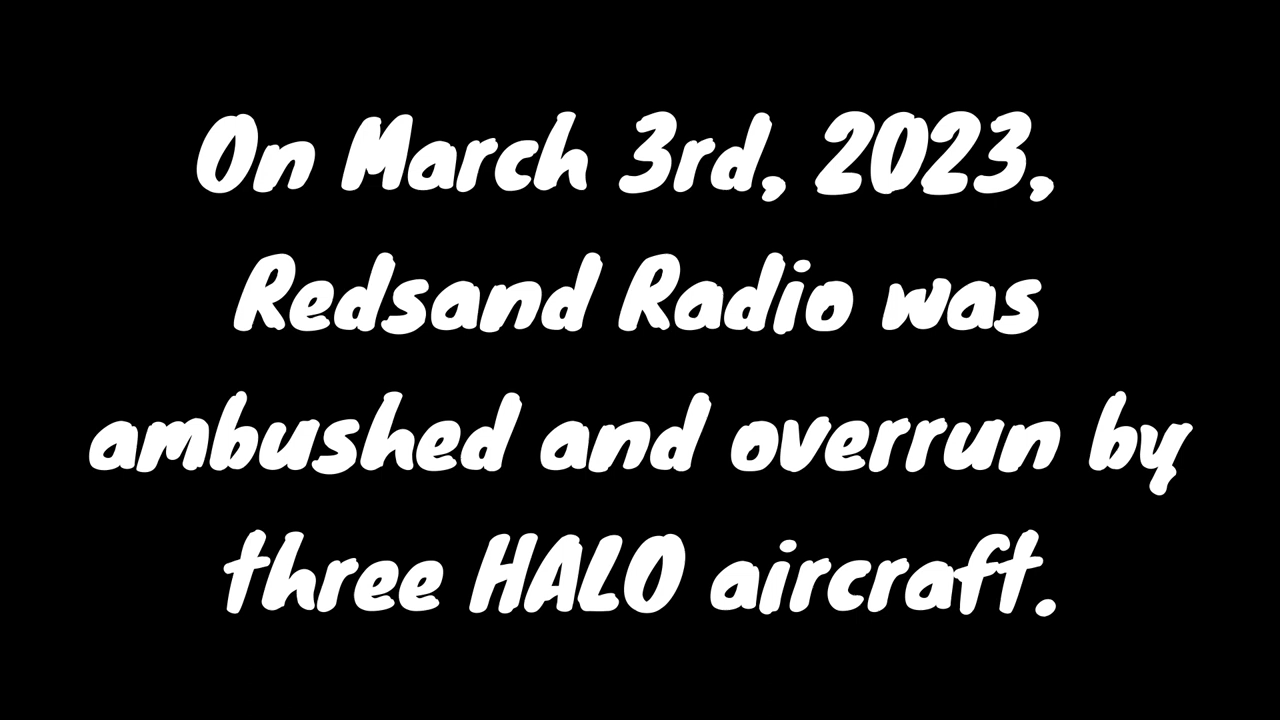 On March 3rd, 2023,
Redsand Radio was
ambushed and overrun by
three HALO aircraft.